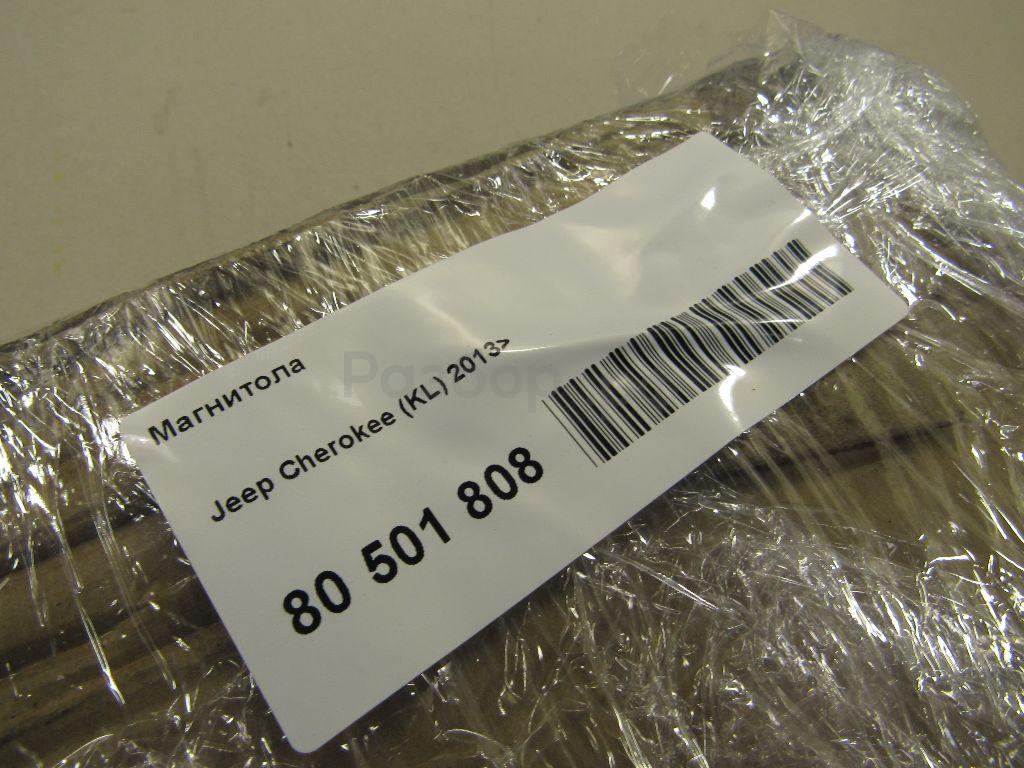 Магнитола
Jeep Cherokee (KL) 2013>
80 501 808